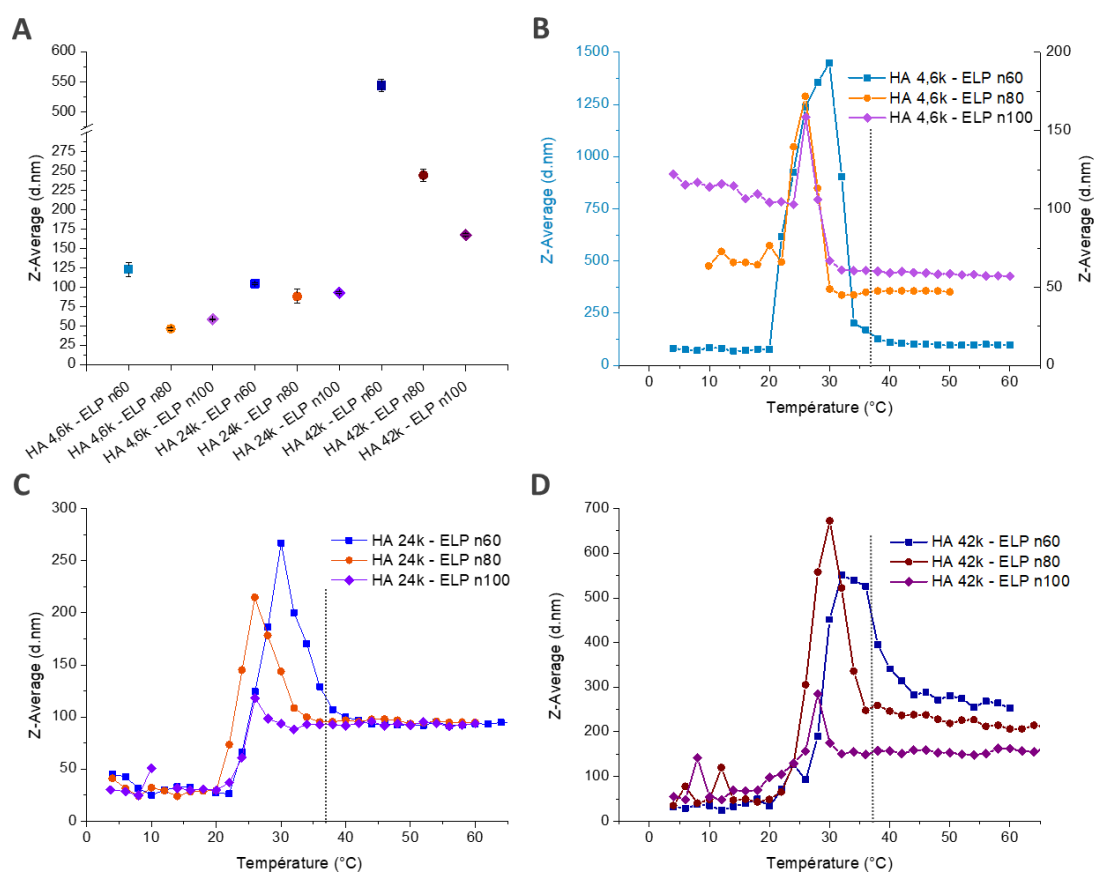 A
600
550
500
275
250
225
200
175
150
125
100
75
50
25
0
Z-Average (d.nm)
HA 4,6k - ELP n60
HA 4,6k - ELP n80
HA 4,6k - ELP n100
HA 24k - ELP n60
HA 24k - ELP n80
HA 24k - ELP n100
HA 42k - ELP n60
HA 42k - ELP n80
HA 42k - ELP n100
B
1500
1250
1000
750
500
250
0
Z-Average (d.nm)
HA 4,6k - ELP n60
HA 4,6k - ELP n80
HA 4,6k - ELP n100
200
150
100
50
0
Z-Average (d.nm)
0 10 20 30 40 50 60
Température (°C)
C
300
250
200
150
100
50
0
Z-Average (d.nm)
HA 24k - ELP n60
HA 24k - ELP n80
HA 24k - ELP n100
0 10 20 30 40 50 60
Température (°C)
D
700
600
500
400
300
200
100
0
Z-Average (d.nm)
HA 42k - ELP n60
HA 42k - ELP n80
HA 42k - ELP n100
0 10 20 30 40 50 60
Température (°C)